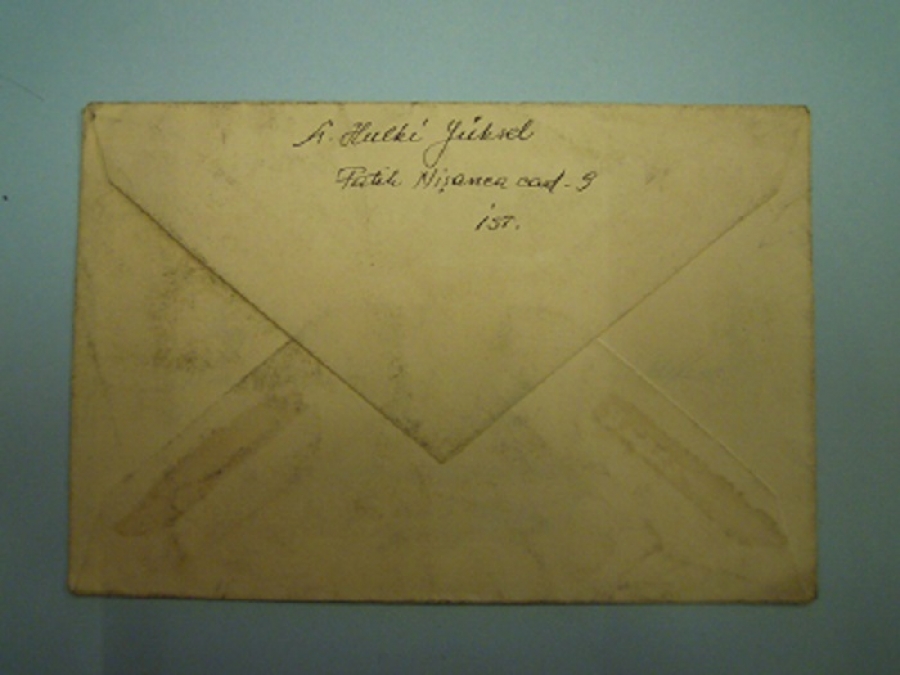 A. Hulki Yüksel
Fatih Nişanca cad. 9
İST.